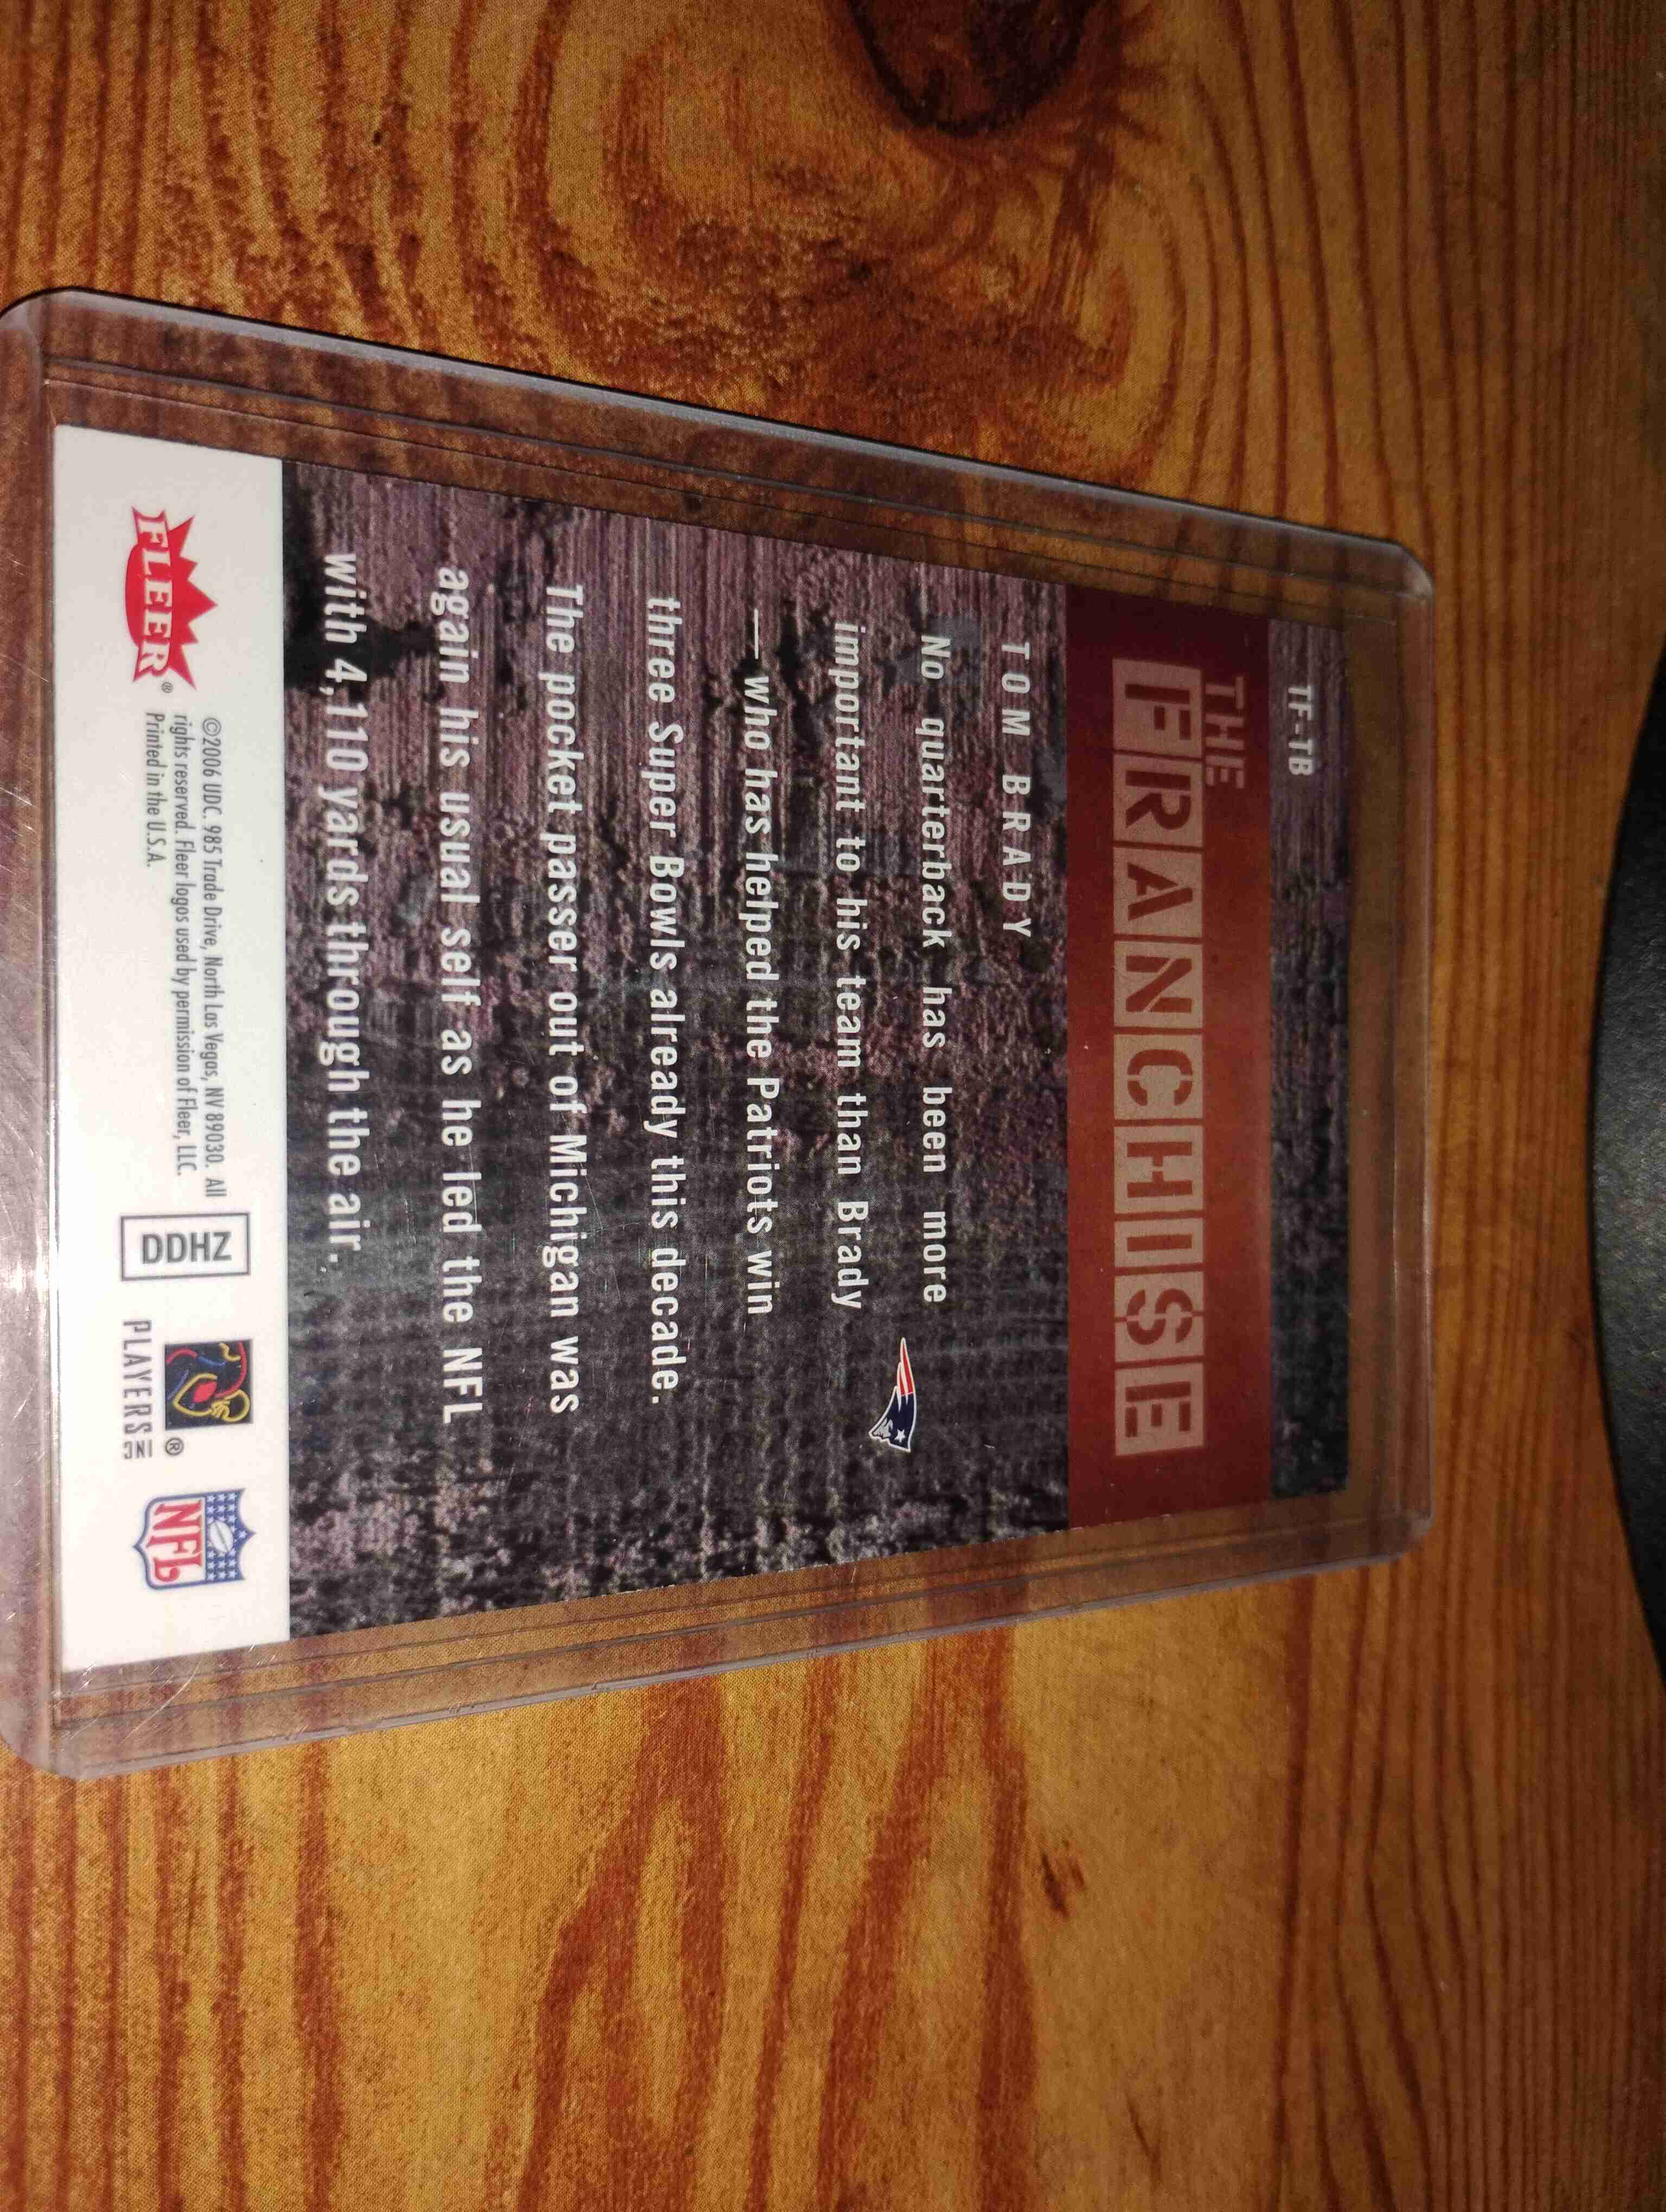 TF-TB
THE
FRANCHISE
TOM BRADY
No quarterback has been more
important to his team than Brady
— who has helped the Patriots win
three Super Bowls already this decade.
The pocket passer out of Michigan was
again his usual self as he led the NFL
with 4,110 yards through the air.
FLEER®
©2006 UDC. 985 Trade Drive, North Las Vegas, NV 89030. All
rights reserved. Fleer logos used by permission of Fleer, LLC.
Printed in the U.S.A.
DDHZ
®
PLAYERS INC
NFL